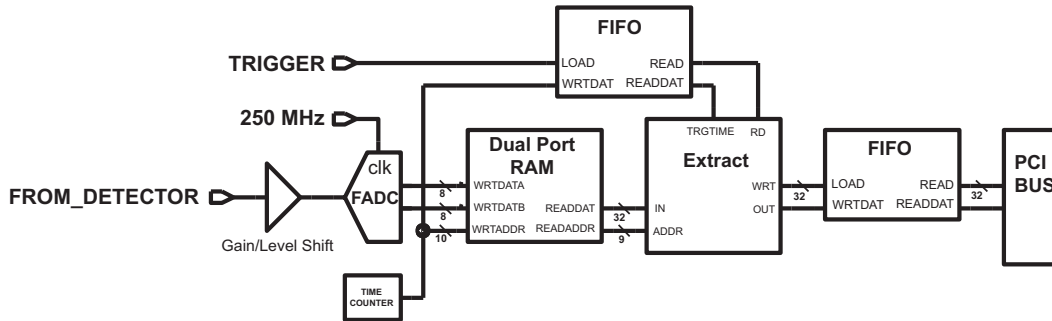 FIFO
TRIGGER
LOAD
READ
WRTDAT
READDAT
250 MHz
TRGTIME
RD
clk
Dual Port
RAM
Extract
FIFO
PCI
BUS
FROM_DETECTOR
FADC
8
WRTDATA
WRT
LOAD
READ
32
32
8
WRTDATB
READDAT
32
IN
OUT
WRTDAT
READDAT
Gain/Level Shift
10
WRTADDR
READADDR
9
ADDR
TIME
COUNTER